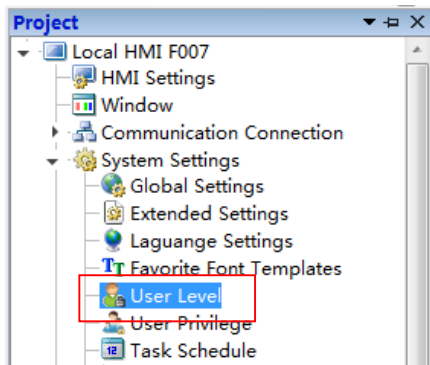 Project
Local HMI F007
HMI Settings
Window
Communication Connection
System Settings
Global Settings
Extended Settings
Laguange Settings
Favorite Font Templates
User Level
User Privilege
Task Schedule